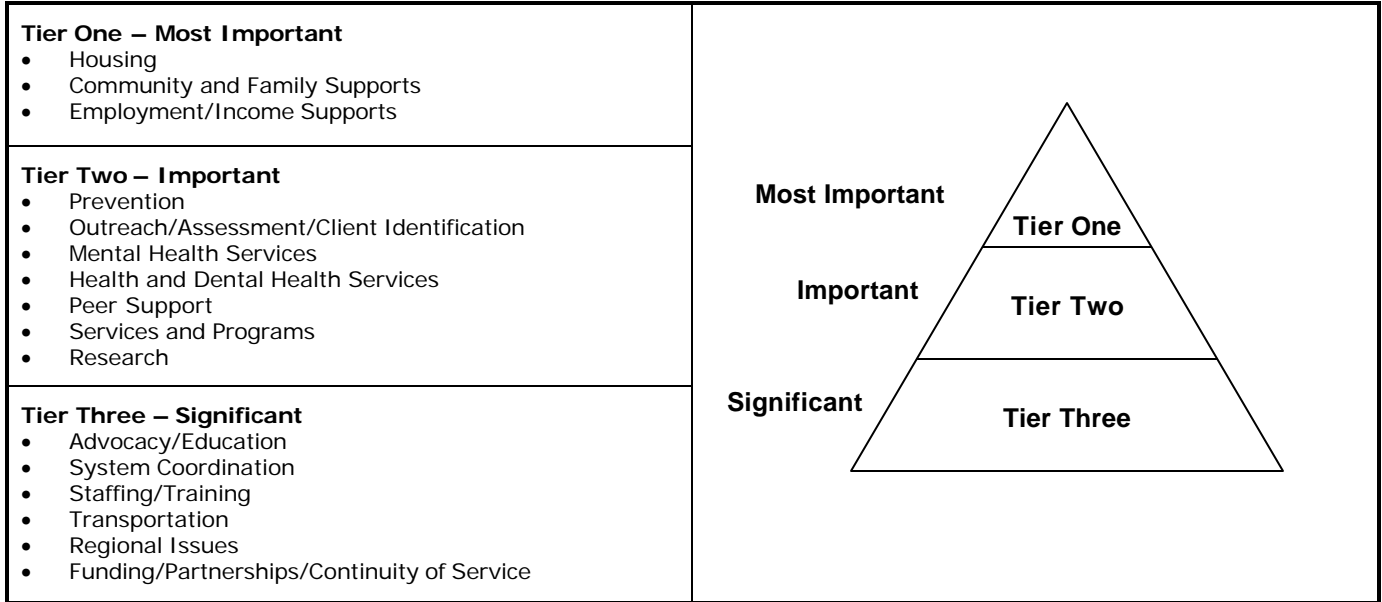 Tier One – Most Important
• Housing
• Community and Family Supports
• Employment/Income Supports
Tier Two – Important
• Prevention
• Outreach/Assessment/Client Identification
• Mental Health Services
• Health and Dental Health Services
• Peer Support
• Services and Programs
• Research
Tier Three – Significant
• Advocacy/Education
• System Coordination
• Staffing/Training
• Transportation
• Regional Issues
• Funding/Partnerships/Continuity of Service
Most Important
Tier One
Important
Tier Two
Significant
Tier Three